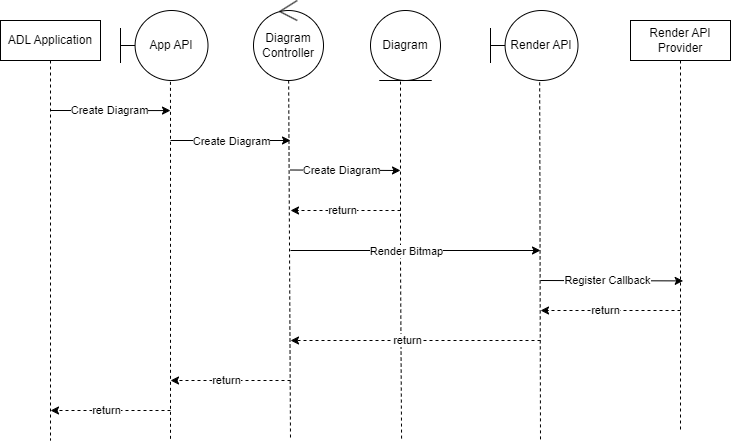 ADL Application
App API
Diagram
Controller
Diagram
Render API
Render API
Provider
Create Diagram
Create Diagram
Create Diagram
return
Render Bitmap
Register Callback
return
return
return
return